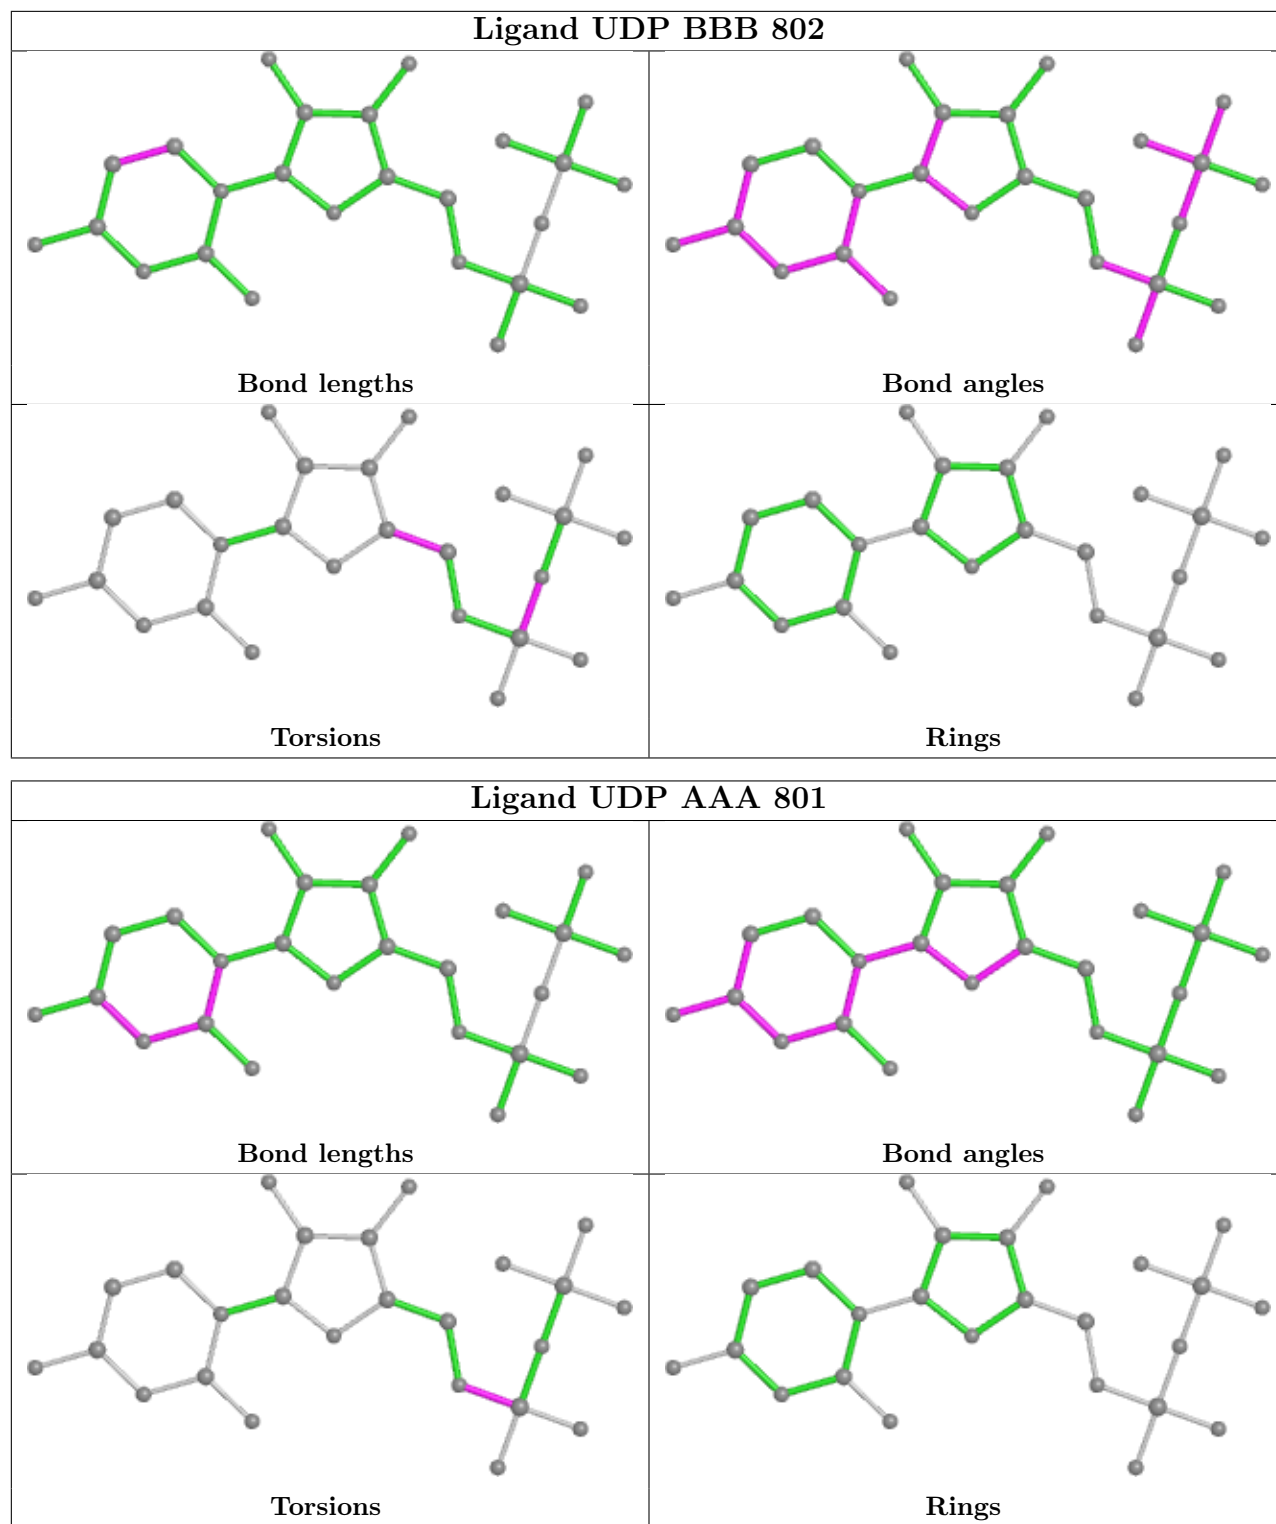 Ligand UDP BBB 802
Bond lengths
Bond angles
Torsions
Rings
Ligand UDP AAA 801
Bond lengths
Bond angles
Torsions
Rings